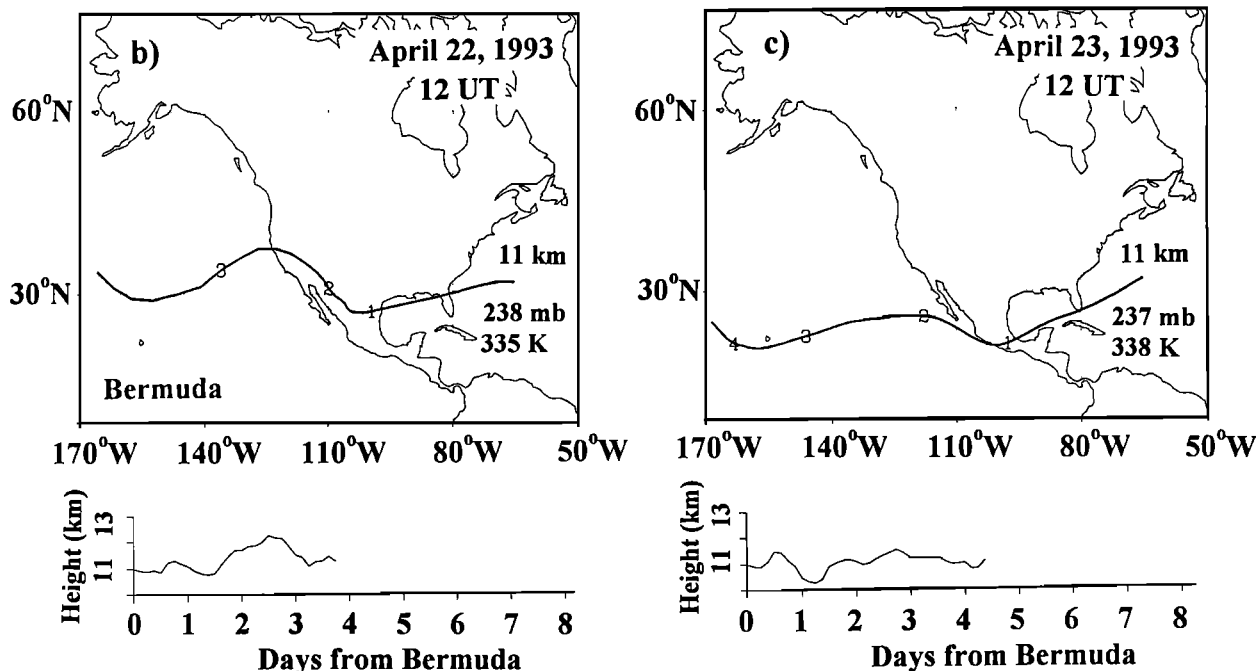 b)
April 22, 1993
12 UT
60°N
30°N
3
2
1
11 km
238 mb
335 K
Bermuda
170°W 140°W 110°W 80°W 50°W
Height (km)
11 13
0 1 2 3 4 5 6 7 8
Days from Bermuda
c)
April 23, 1993
12 UT
60°N
30°N
4 3 2 1
11 km
237 mb
338 K
170°W 140°W 110°W 80°W 50°W
Height (km)
11 13
0 1 2 3 4 5 6 7 8
Days from Bermuda